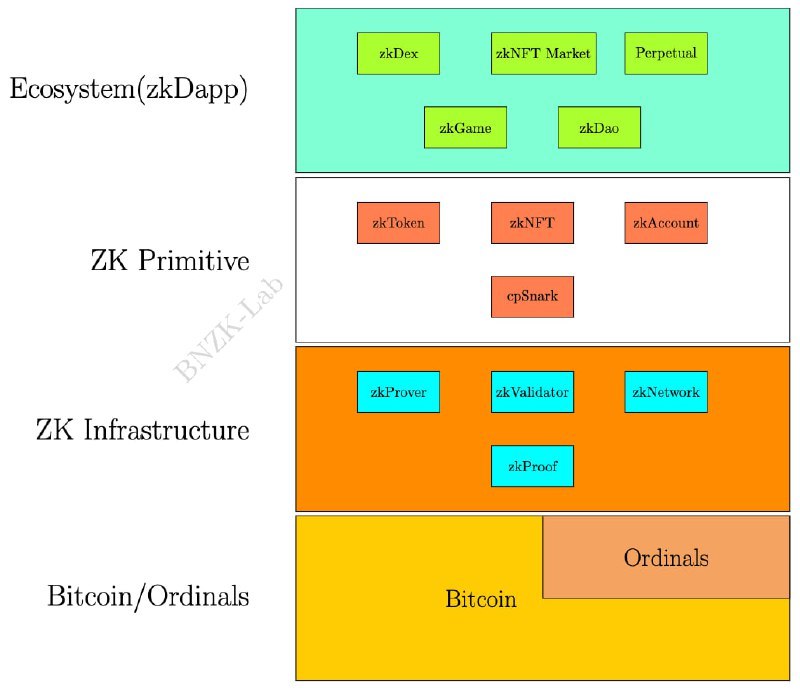 Ecosystem(zkDapp)
zkDex
zkNFT Market
Perpetual
zkGame
zkDao
ZK Primitive
zkToken
zkNFT
zkAccount
cpSnark
BNZK-Lab
ZK Infrastructure
zkProver
zkValidator
zkNetwork
zkProof
Bitcoin/Ordinals
Ordinals
Bitcoin